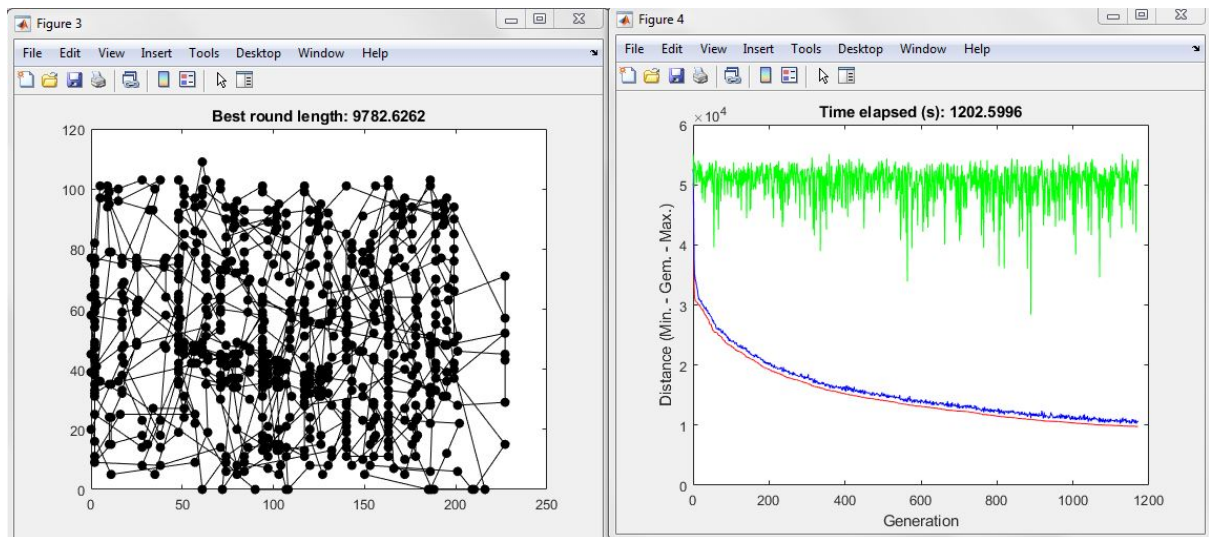 Figure 3
File Edit View Insert Tools Desktop Window Help
Best round length: 9782.6262
120
100
80
60
40
20
0
0 50 100 150 200 250
Figure 4
File Edit View Insert Tools Desktop Window Help
Time elapsed (s): 1202.5996
×10^4
6
5
4
3
2
1
0
Distance (Min. - Gem. - Max.)
0 200 400 600 800 1000 1200
Generation